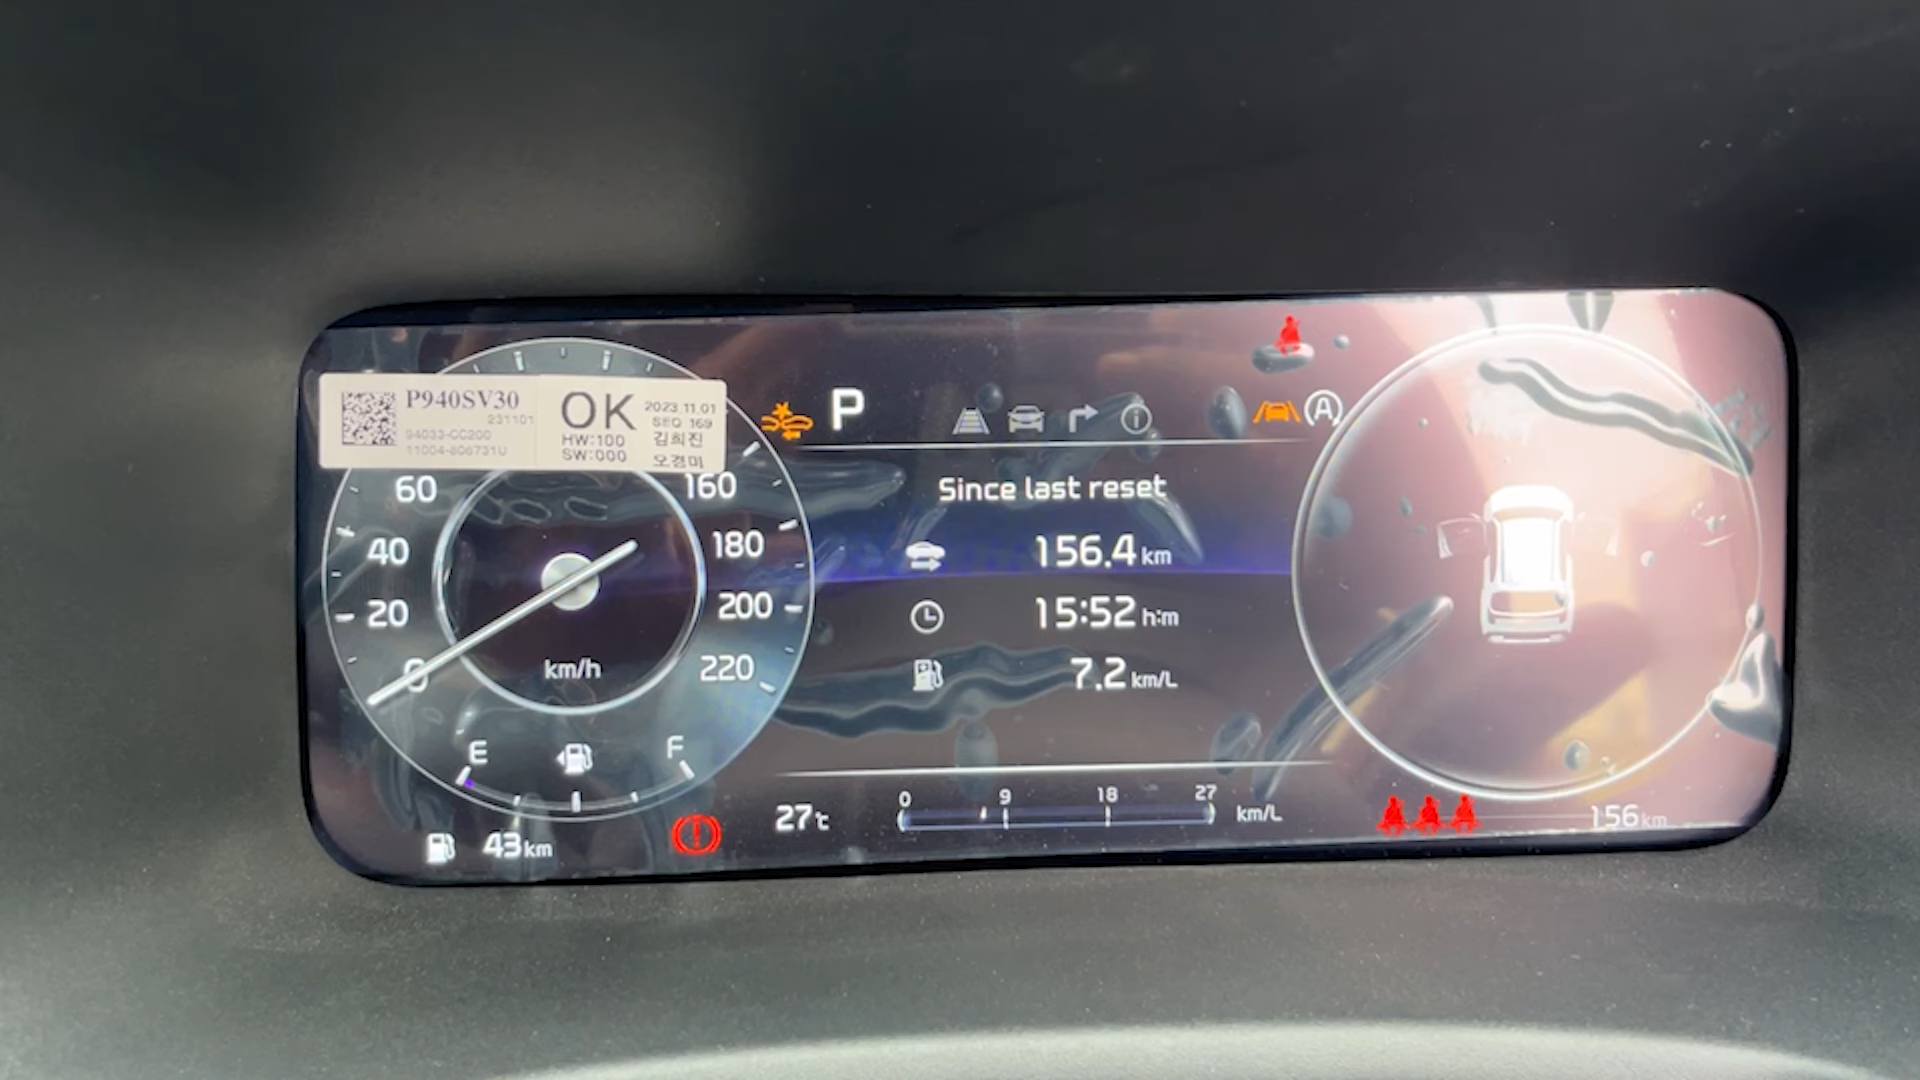 P940SV30
231101
94033-CC200
11004-806731U
OK
HW:100
SW:000
2023.11.01
SEQ 169
김희진
오경미
P
A
60
40
20
0
160
180
200
220
km/h
E
F
43km
Since last reset
156.4 km
15:52 h:m
7.2 km/L
27℃
0 9 18 27
km/L
156 km